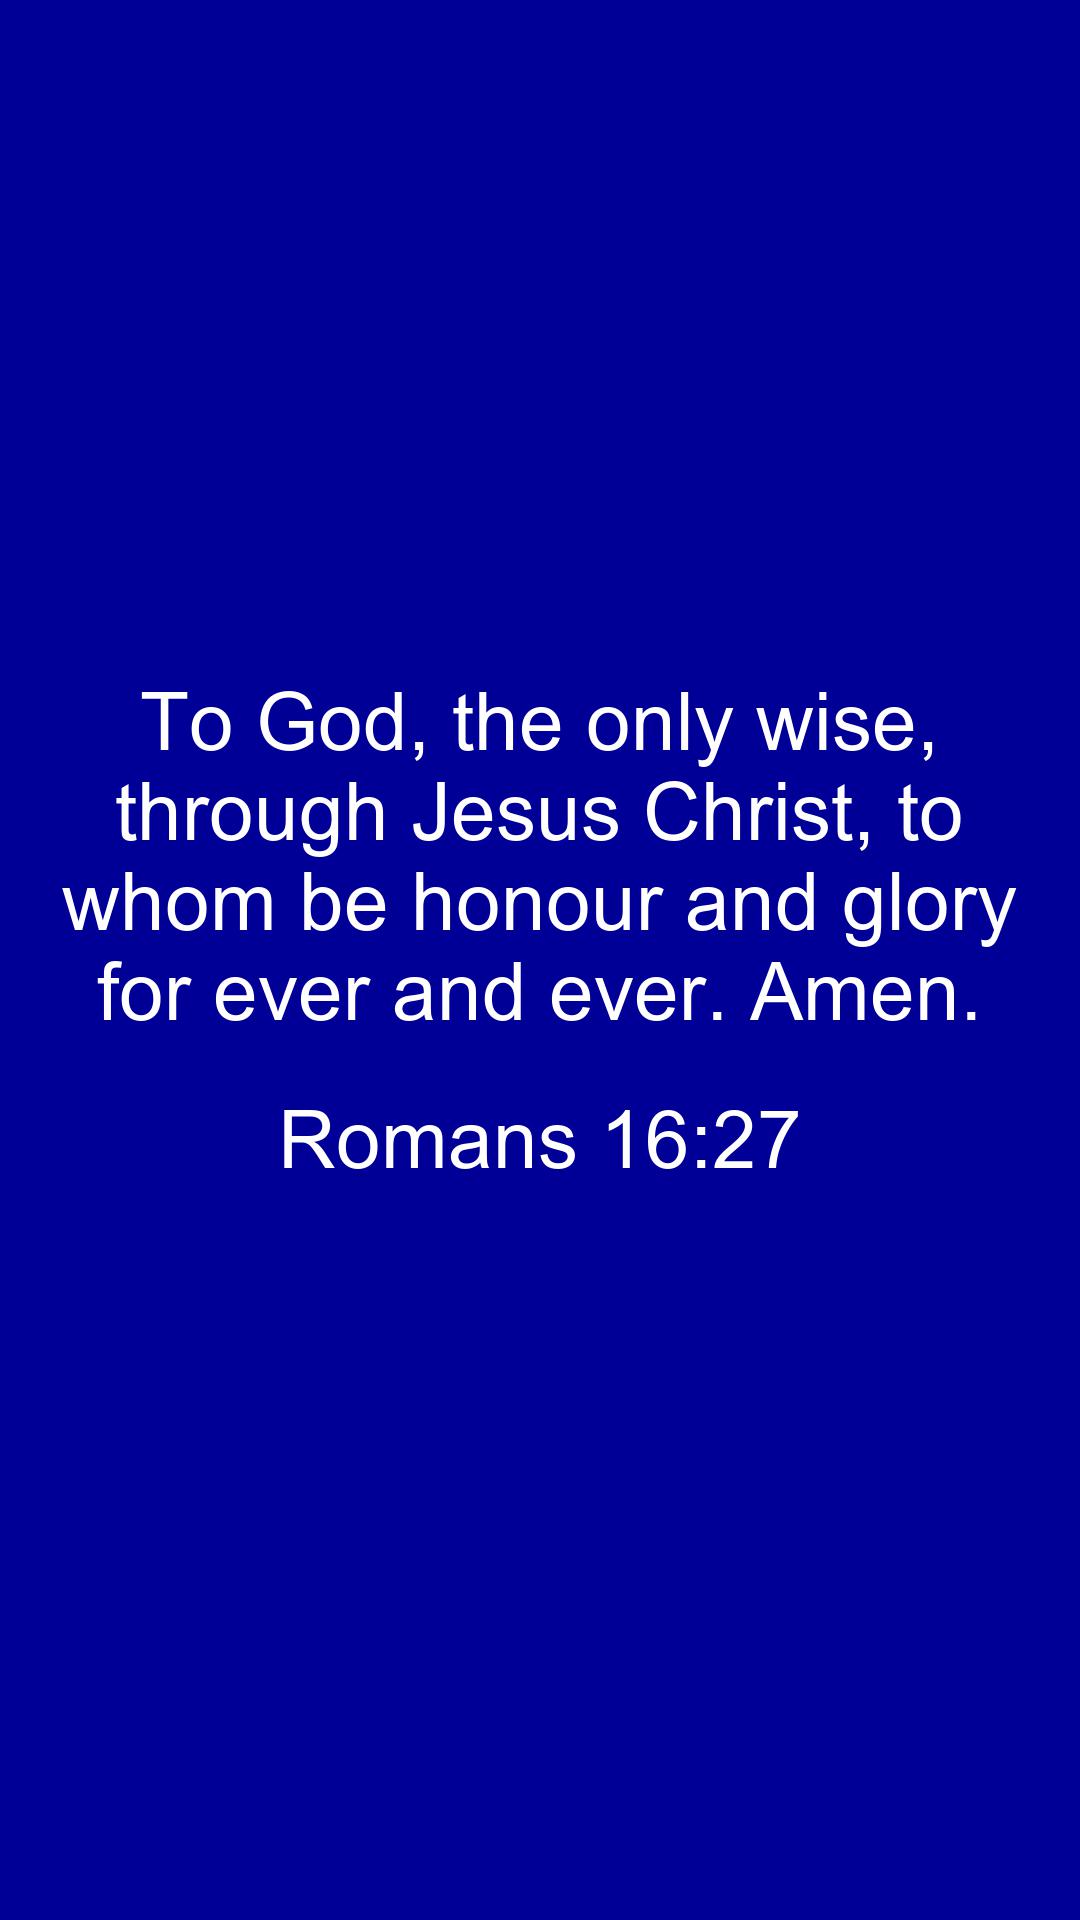 To God, the only wise,
through Jesus Christ, to
whom be honour and glory
for ever and ever. Amen.
Romans 16:27